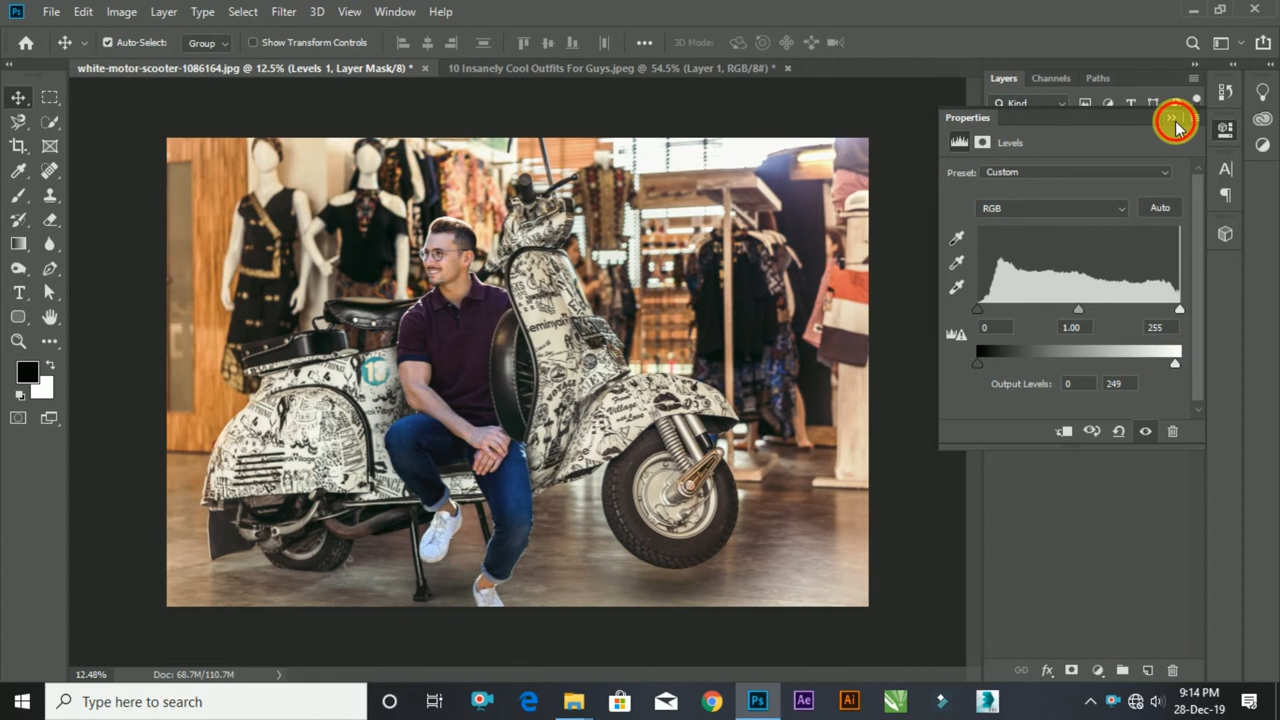 Ps File Edit Image Layer Type Select Filter 3D View Window Help
Auto-Select: Group Show Transform Controls 3D Mode:
white-motor-scooter-1086164.jpg @ 12.5% (Levels 1, Layer Mask/8) *
10 Insanely Cool Outfits For Guys.jpeg @ 54.5% (Layer 1, RGB/8#) *
Layers Channels Paths
Kind
Properties
Levels
Preset: Custom
RGB Auto
0 1.00 255
Output Levels: 0 249
12.48% Doc: 68.7M/110.7M
Type here to search
Ps Ae Ai
9:14 PM
28-Dec-19